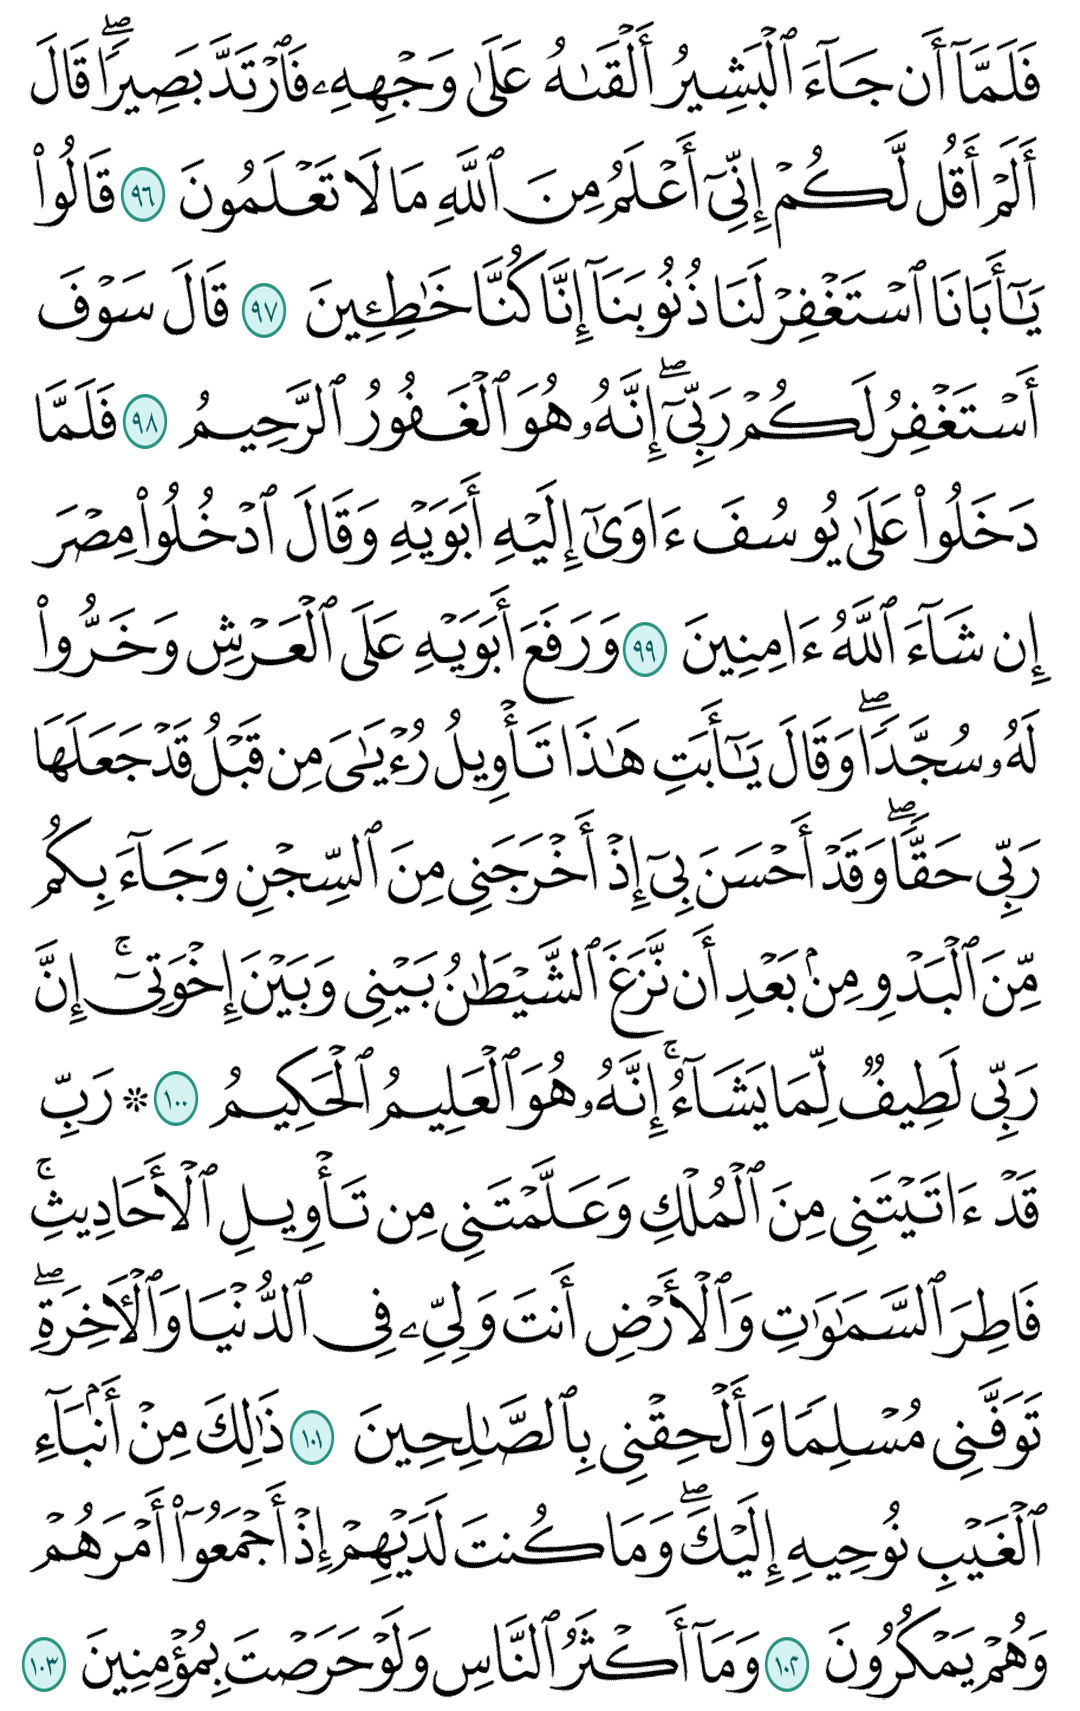 فَلَمَّآ أَن جَآءَ ٱلۡبَشِيرُ أَلۡقَىٰهُ عَلَىٰ وَجۡهِهِۦ فَٱرۡتَدَّ بَصِيرٗاۖ قَالَ
أَلَمۡ أَقُل لَّكُمۡ إِنِّيٓ أَعۡلَمُ مِنَ ٱللَّهِ مَا لَا تَعۡلَمُونَ ٩٦ قَالُواْ
يَـٰٓأَبَانَا ٱسۡتَغۡفِرۡ لَنَا ذُنُوبَنَآ إِنَّا كُنَّا خَٰطِـِٔينَ ٩٧ قَالَ سَوۡفَ
أَسۡتَغۡفِرُ لَكُمۡ رَبِّيٓۖ إِنَّهُۥ هُوَ ٱلۡغَفُورُ ٱلرَّحِيمُ ٩٨ فَلَمَّا
دَخَلُواْ عَلَىٰ يُوسُفَ ءَاوَىٰٓ إِلَيۡهِ أَبَوَيۡهِ وَقَالَ ٱدۡخُلُواْ مِصۡرَ
إِن شَآءَ ٱللَّهُ ءَامِنِينَ ٩٩ وَرَفَعَ أَبَوَيۡهِ عَلَى ٱلۡعَرۡشِ وَخَرُّواْ
لَهُۥ سُجَّدٗاۖ وَقَالَ يَـٰٓأَبَتِ هَٰذَا تَأۡوِيلُ رُءۡيَٰيَ مِن قَبۡلُ قَدۡ جَعَلَهَا
رَبِّي حَقّٗاۖ وَقَدۡ أَحۡسَنَ بِيٓ إِذۡ أَخۡرَجَنِي مِنَ ٱلسِّجۡنِ وَجَآءَ بِكُم
مِّنَ ٱلۡبَدۡوِ مِنۢ بَعۡدِ أَن نَّزَغَ ٱلشَّيۡطَٰنُ بَيۡنِي وَبَيۡنَ إِخۡوَتِيٓۚ إِنَّ
رَبِّي لَطِيفٞ لِّمَا يَشَآءُۚ إِنَّهُۥ هُوَ ٱلۡعَلِيمُ ٱلۡحَكِيمُ ١٠٠ ۞ رَبِّ
قَدۡ ءَاتَيۡتَنِي مِنَ ٱلۡمُلۡكِ وَعَلَّمۡتَنِي مِن تَأۡوِيلِ ٱلۡأَحَادِيثِۚ
فَاطِرَ ٱلسَّمَٰوَٰتِ وَٱلۡأَرۡضِ أَنتَ وَلِيِّۦ فِي ٱلدُّنۡيَا وَٱلۡأٓخِرَةِۖ
تَوَفَّنِي مُسۡلِمٗا وَأَلۡحِقۡنِي بِٱلصَّٰلِحِينَ ١٠١ ذَٰلِكَ مِنۡ أَنۢبَآءِ
ٱلۡغَيۡبِ نُوحِيهِ إِلَيۡكَۖ وَمَا كُنتَ لَدَيۡهِمۡ إِذۡ أَجۡمَعُوٓاْ أَمۡرَهُمۡ
وَهُمۡ يَمۡكُرُونَ ١٠٢ وَمَآ أَكۡثَرُ ٱلنَّاسِ وَلَوۡ حَرَصۡتَ بِمُؤۡمِنِينَ ١٠٣